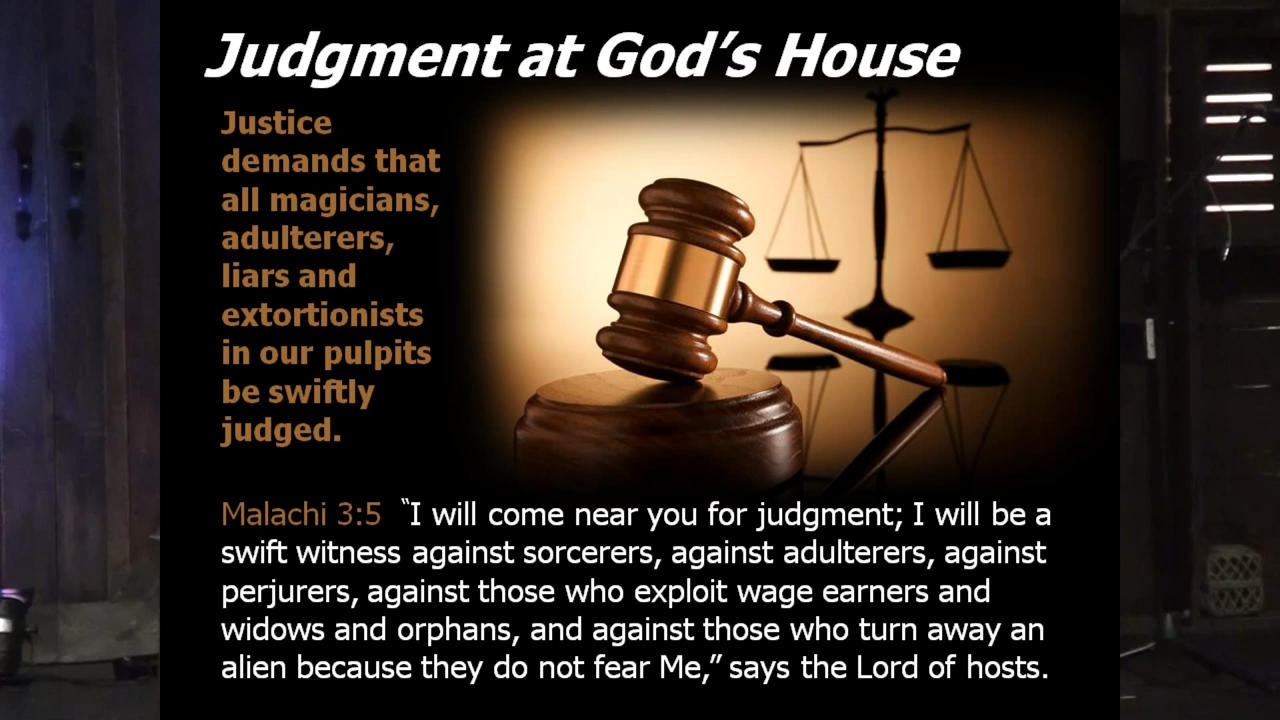 Judgment at God’s House
Justice
demands that
all magicians,
adulterers,
liars and
extortionists
in our pulpits
be swiftly
judged.
Malachi 3:5 “I will come near you for judgment; I will be a
swift witness against sorcerers, against adulterers, against
perjurers, against those who exploit wage earners and
widows and orphans, and against those who turn away an
alien because they do not fear Me,” says the Lord of hosts.